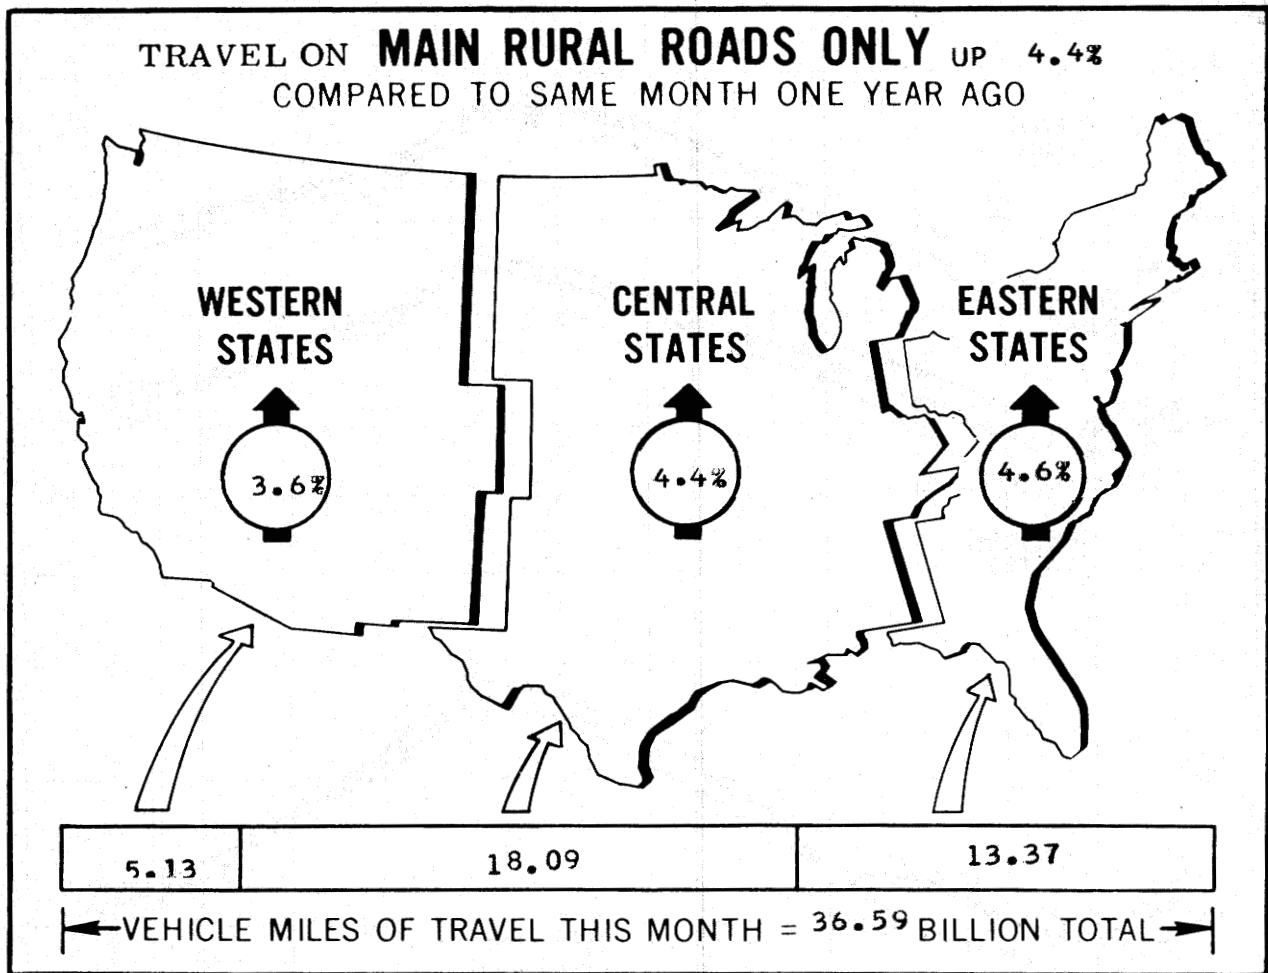 TRAVEL ON MAIN RURAL ROADS ONLY UP 4.4%
COMPARED TO SAME MONTH ONE YEAR AGO
WESTERN
STATES
3.6%
CENTRAL
STATES
4.4%
EASTERN
STATES
4.6%
5.13
18.09
13.37
VEHICLE MILES OF TRAVEL THIS MONTH = 36.59 BILLION TOTAL